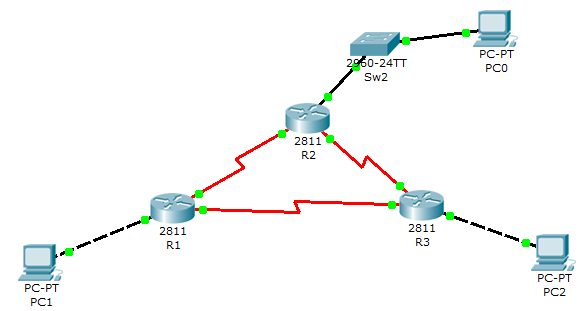 PC-PT
PC0
2960-24TT
Sw2
2811
R2
2811
R1
2811
R3
PC-PT
PC1
PC-PT
PC2